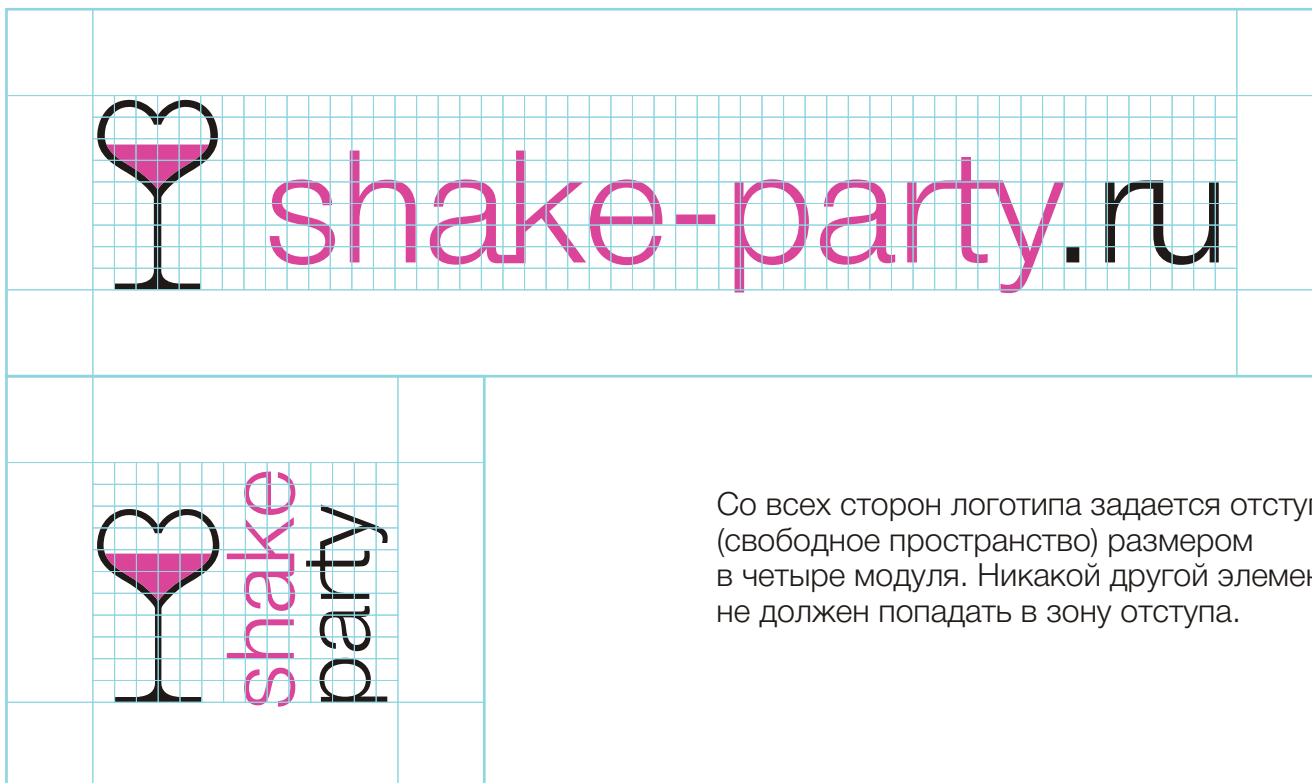 shake-party.ru
shake
party
Со всех сторон логотипа задается отступ
(свободное пространство) размером
в четыре модуля. Никакой другой элемен
не должен попадать в зону отступа.